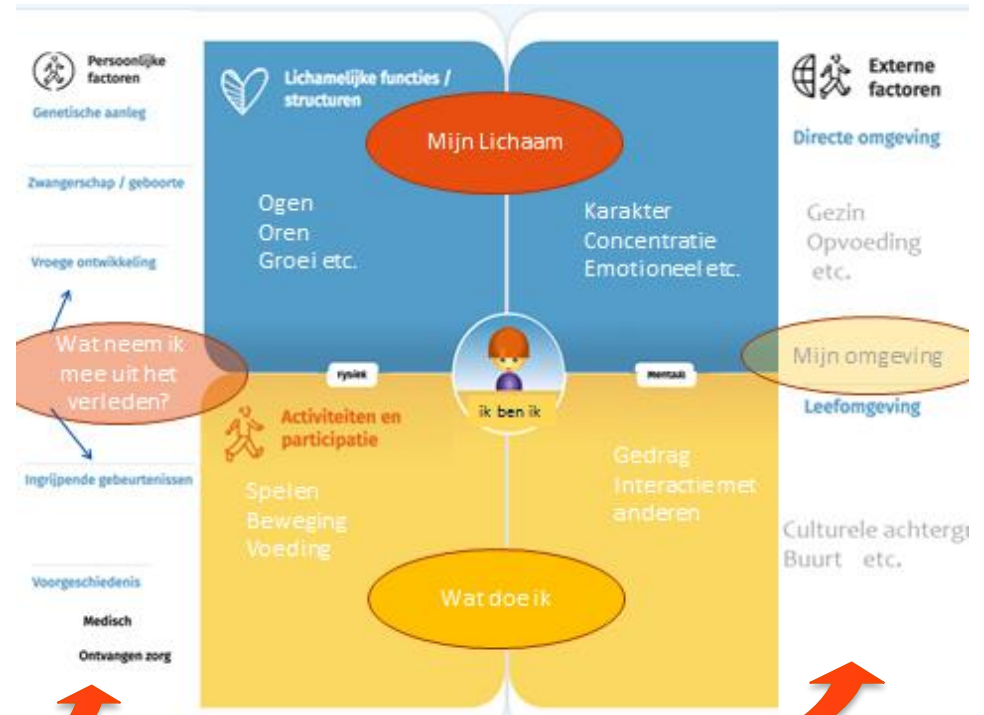 Persoonlijke
factoren
Genetische aanleg
Zwangerschap / geboorte
Vroege ontwikkeling
Wat neem ik
mee uit het
verleden?
Ingrijpende gebeurtenissen
Voorgeschiedenis
Medisch
Ontvangen zorg
Lichamelijke functies /
structuren
Mijn Lichaam
Ogen
Oren
Groei etc.
Karakter
Concentratie
Emotioneel etc.
Fysiek
Mentaal
ik ben ik
Activiteiten en
participatie
Spelen
Beweging
Voeding
Gedrag
Interactie met
anderen
Wat doe ik
Externe
factoren
Directe omgeving
Gezin
Opvoeding
etc.
Mijn omgeving
Leefomgeving
Culturele achtergr
Buurt etc.